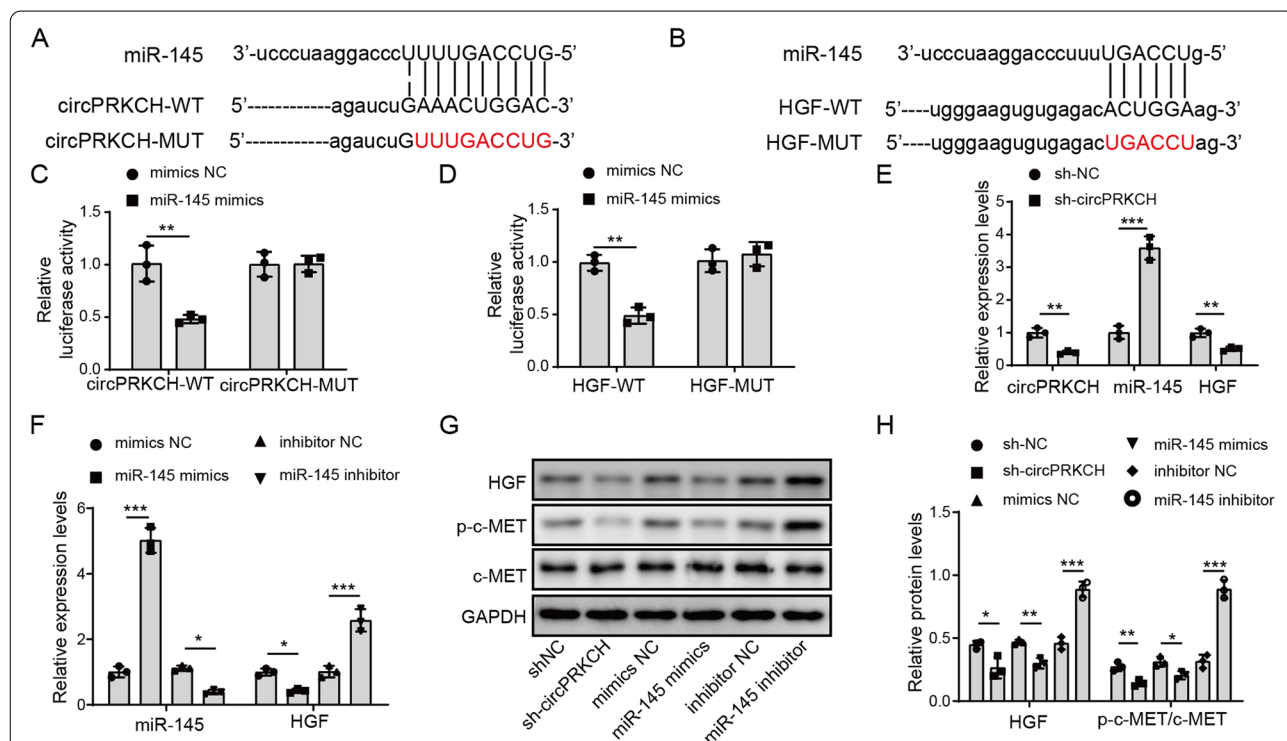 A
miR-145 3’-ucccuaaggacccuUUUUGACCUG-5’
circPRKCH-WT 5’------------agaucuGAAACUGGAC-3’
circPRKCH-MUT 5’------------agaucuGUUUGACCUG-3’
B
miR-145 3’-ucccuaaggacccuuuuUGACCUg-5’
HGF-WT 5’----ugggaagugugagacACUGGAag-3’
HGF-MUT 5’----ugggaagugugagacUGACCUag-3’
C
mimics NC
miR-145 mimics
Relative
luciferase activity
1.5
1.0
0.5
0.0
**
circPRKCH-WT circPRKCH-MUT
D
mimics NC
miR-145 mimics
Relative
luciferase activity
1.5
1.0
0.5
0.0
**
HGF-WT HGF-MUT
E
sh-NC
sh-circPRKCH
Relative expression levels
5
4
3
2
1
0
** *** **
circPRKCH miR-145 HGF
F
mimics NC inhibitor NC
miR-145 mimics miR-145 inhibitor
Relative expression levels
6
4
2
0
*** * * ***
miR-145 HGF
G
HGF
p-c-MET
c-MET
GAPDH
shNC
sh-circPRKCH
mimics NC
miR-145 mimics
inhibitor NC
miR-145 inhibitor
H
sh-NC miR-145 mimics
sh-circPRKCH inhibitor NC
mimics NC miR-145 inhibitor
Relative protein levels
1.5
1.0
0.5
0.0
* ** *** ** * ***
HGF p-c-MET/c-MET